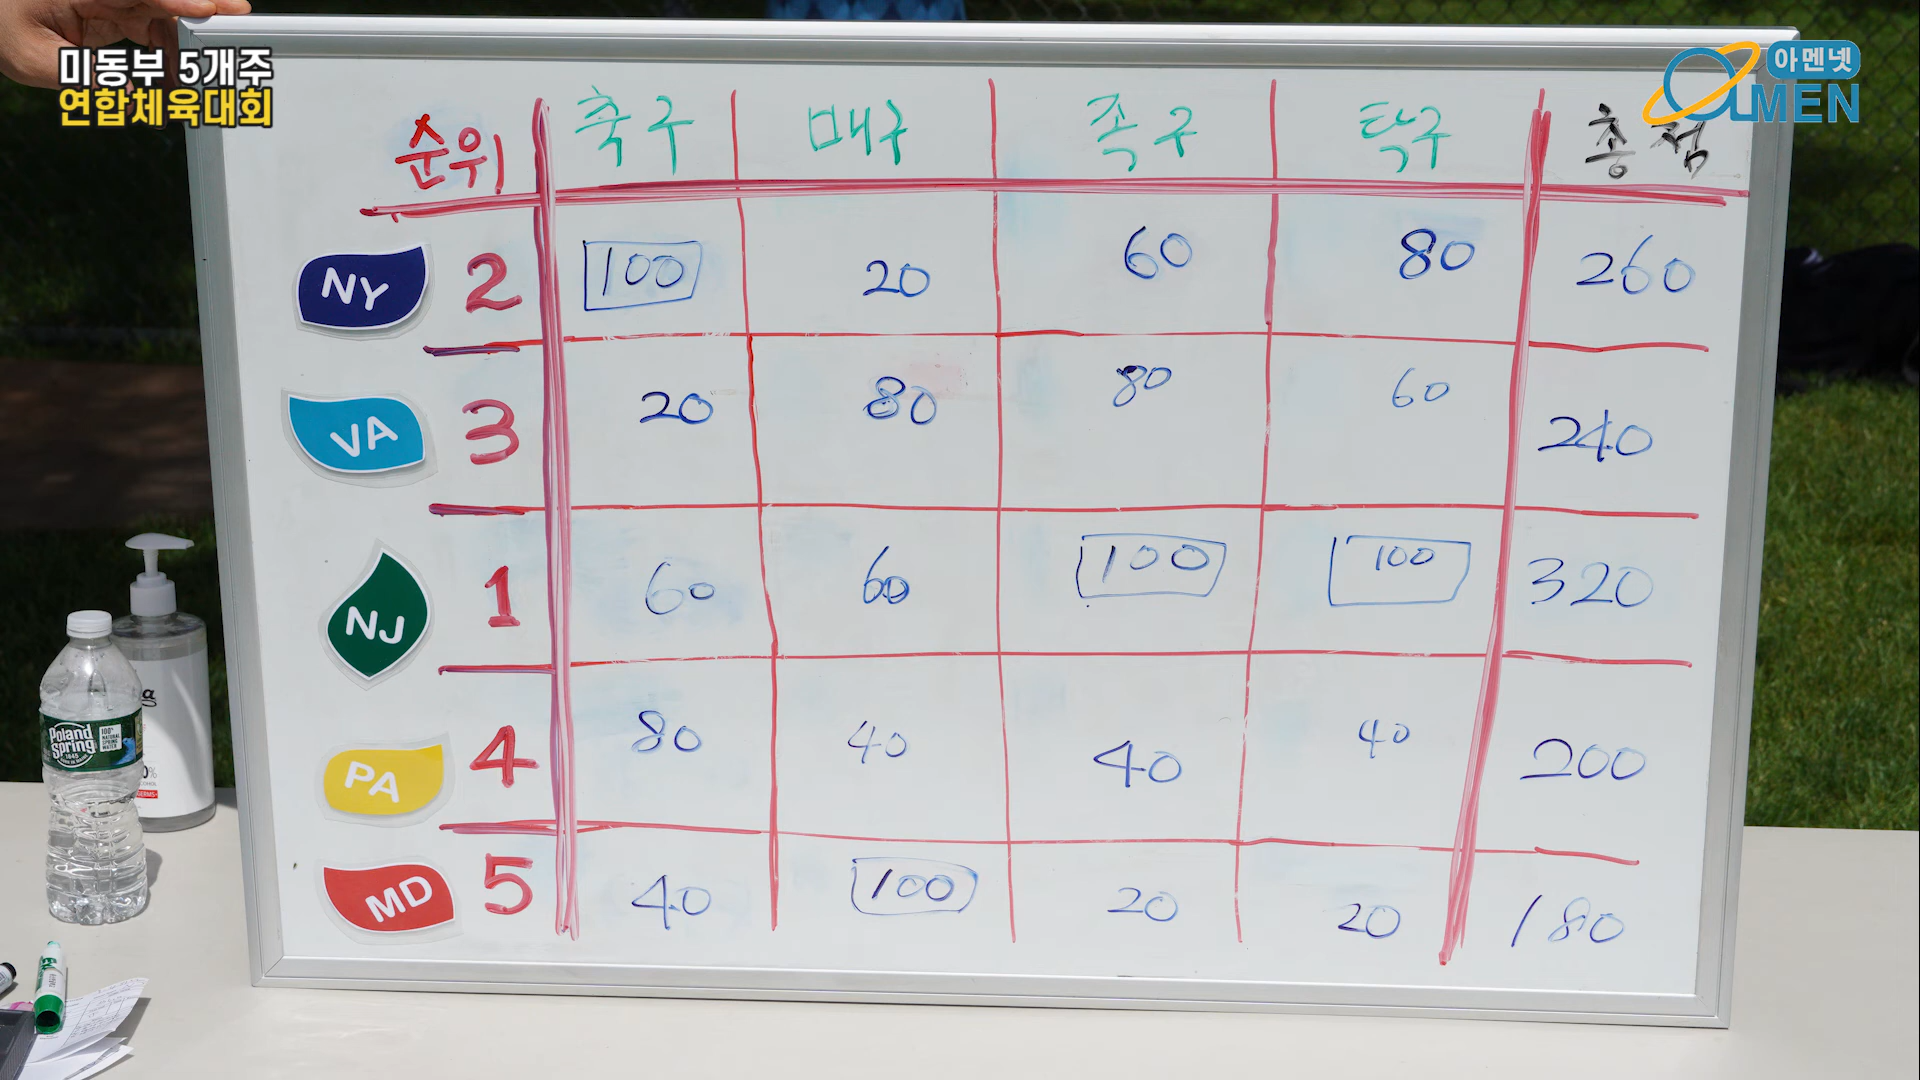 미동부 5개주
연합체육대회
아멘넷
aMEN
순위 축구 배구 족구 탁구 총점
NY 2 100 20 60 80 260
VA 3 20 80 80 60 240
NJ 1 60 60 100 100 320
PA 4 80 40 40 40 200
MD 5 40 100 20 20 180
Poland
Spring